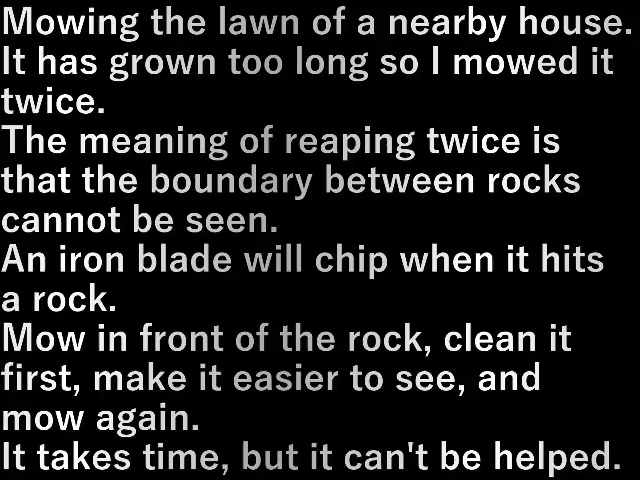 Mowing the lawn of a nearby house.
It has grown too long so I mowed it
twice.
The meaning of reaping twice is
that the boundary between rocks
cannot be seen.
An iron blade will chip when it hits
a rock.
Mow in front of the rock, clean it
first, make it easier to see, and
mow again.
It takes time, but it can't be helped.